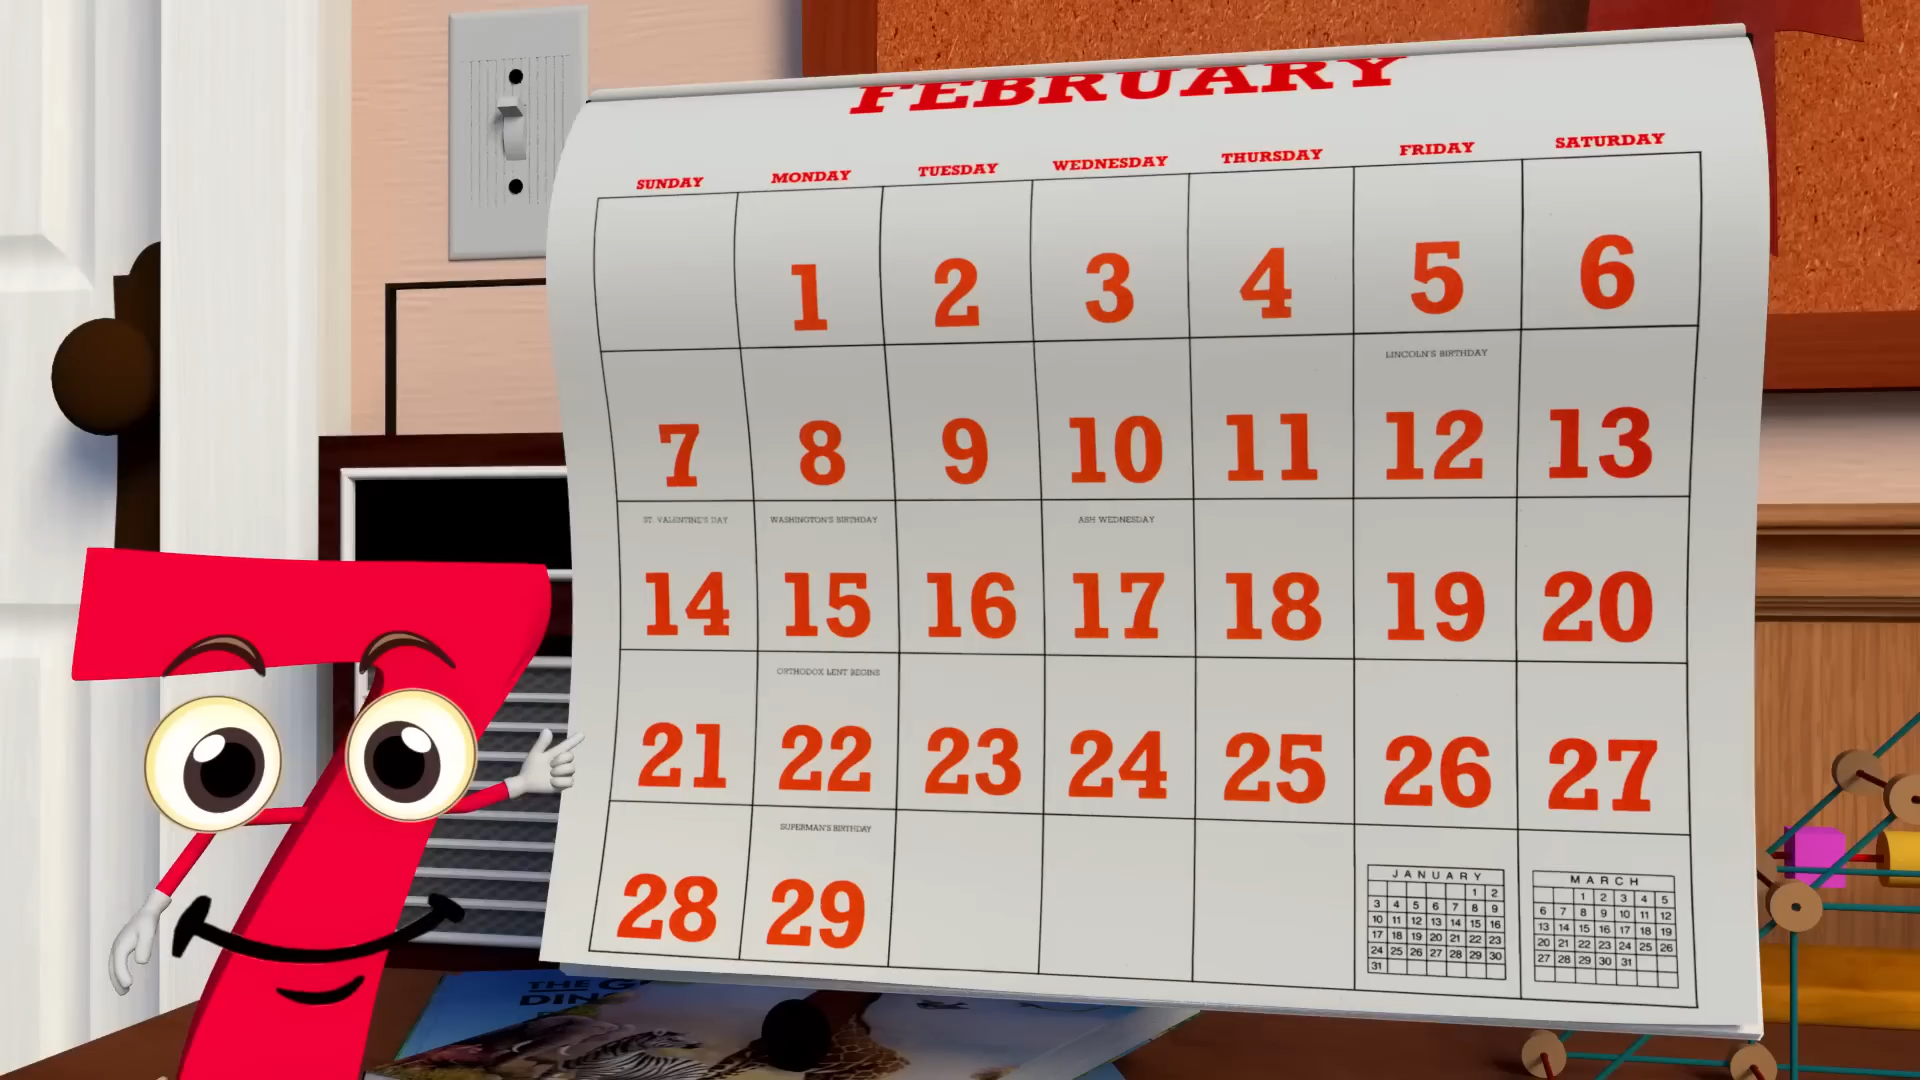 FEBRUARY
SUNDAY MONDAY TUESDAY WEDNESDAY THURSDAY FRIDAY SATURDAY
1 2 3 4 5 6
LINCOLN'S BIRTHDAY
7 8 9 10 11 12 13
ST. VALENTINE'S DAY WASHINGTON'S BIRTHDAY ASH WEDNESDAY
14 15 16 17 18 19 20
ORTHODOX LENT BEGINS
21 22 23 24 25 26 27
SUPERMAN'S BIRTHDAY
28 29
JANUARY
1 2
3 4 5 6 7 8 9
10 11 12 13 14 15 16
17 18 19 20 21 22 23
24 25 26 27 28 29 30
31
MARCH
1 2 3 4 5
6 7 8 9 10 11 12
13 14 15 16 17 18 19
20 21 22 23 24 25 26
27 28 29 30 31
7
THE